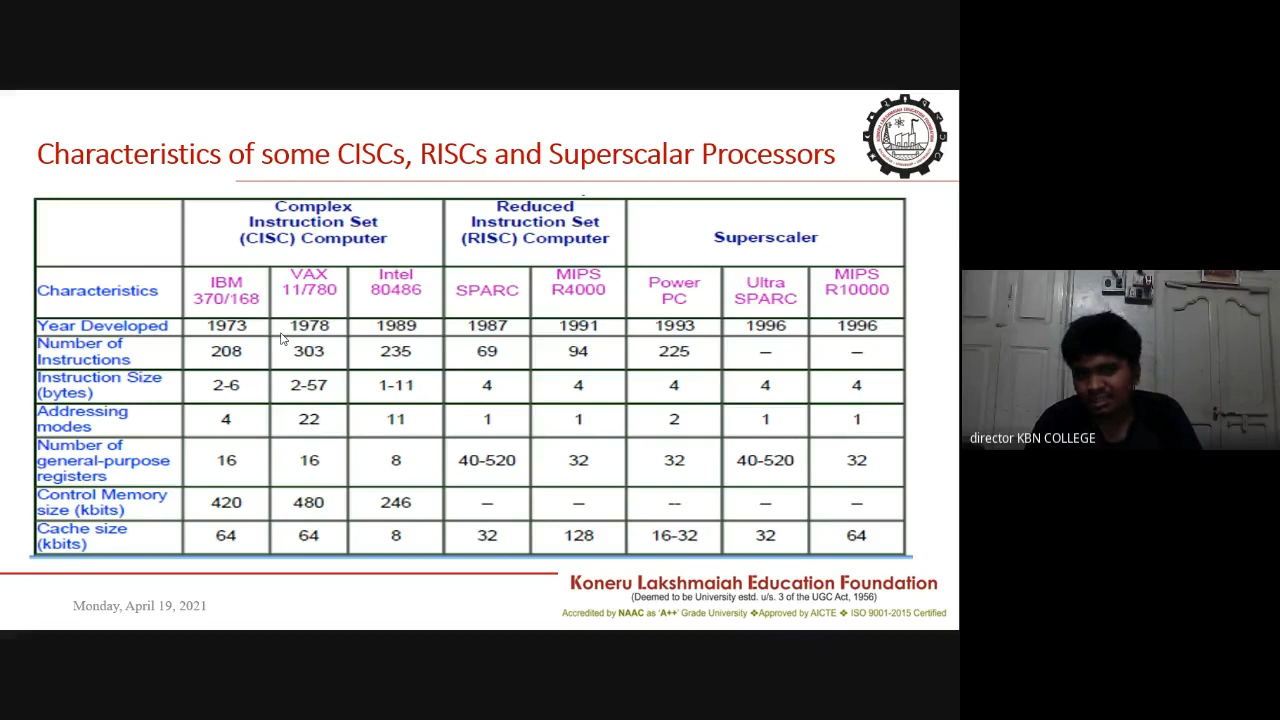 Characteristics of some CISCs, RISCs and Superscalar Processors
Complex
Instruction Set
(CISC) Computer
Reduced
Instruction Set
(RISC) Computer
Superscaler
Characteristics
IBM
370/168
VAX
11/780
Intel
80486
SPARC
MIPS
R4000
Power
PC
Ultra
SPARC
MIPS
R10000
Year Developed 1973 1978 1989 1987 1991 1993 1996 1996
Number of
Instructions
208 303 235 69 94 225 – –
Instruction Size
(bytes)
2-6 2-57 1-11 4 4 4 4 4
Addressing
modes
4 22 11 1 1 2 1 1
Number of
general-purpose
registers
16 16 8 40-520 32 32 40-520 32
Control Memory
size (kbits)
420 480 246 – – -- – –
Cache size
(kbits)
64 64 8 32 128 16-32 32 64
Koneru Lakshmaiah Education Foundation
(Deemed to be University estd. u/s. 3 of the UGC Act, 1956)
Accredited by NAAC as 'A++' Grade University ❖Approved by AICTE ❖ ISO 9001-2015 Certified
Monday, April 19, 2021
director KBN COLLEGE